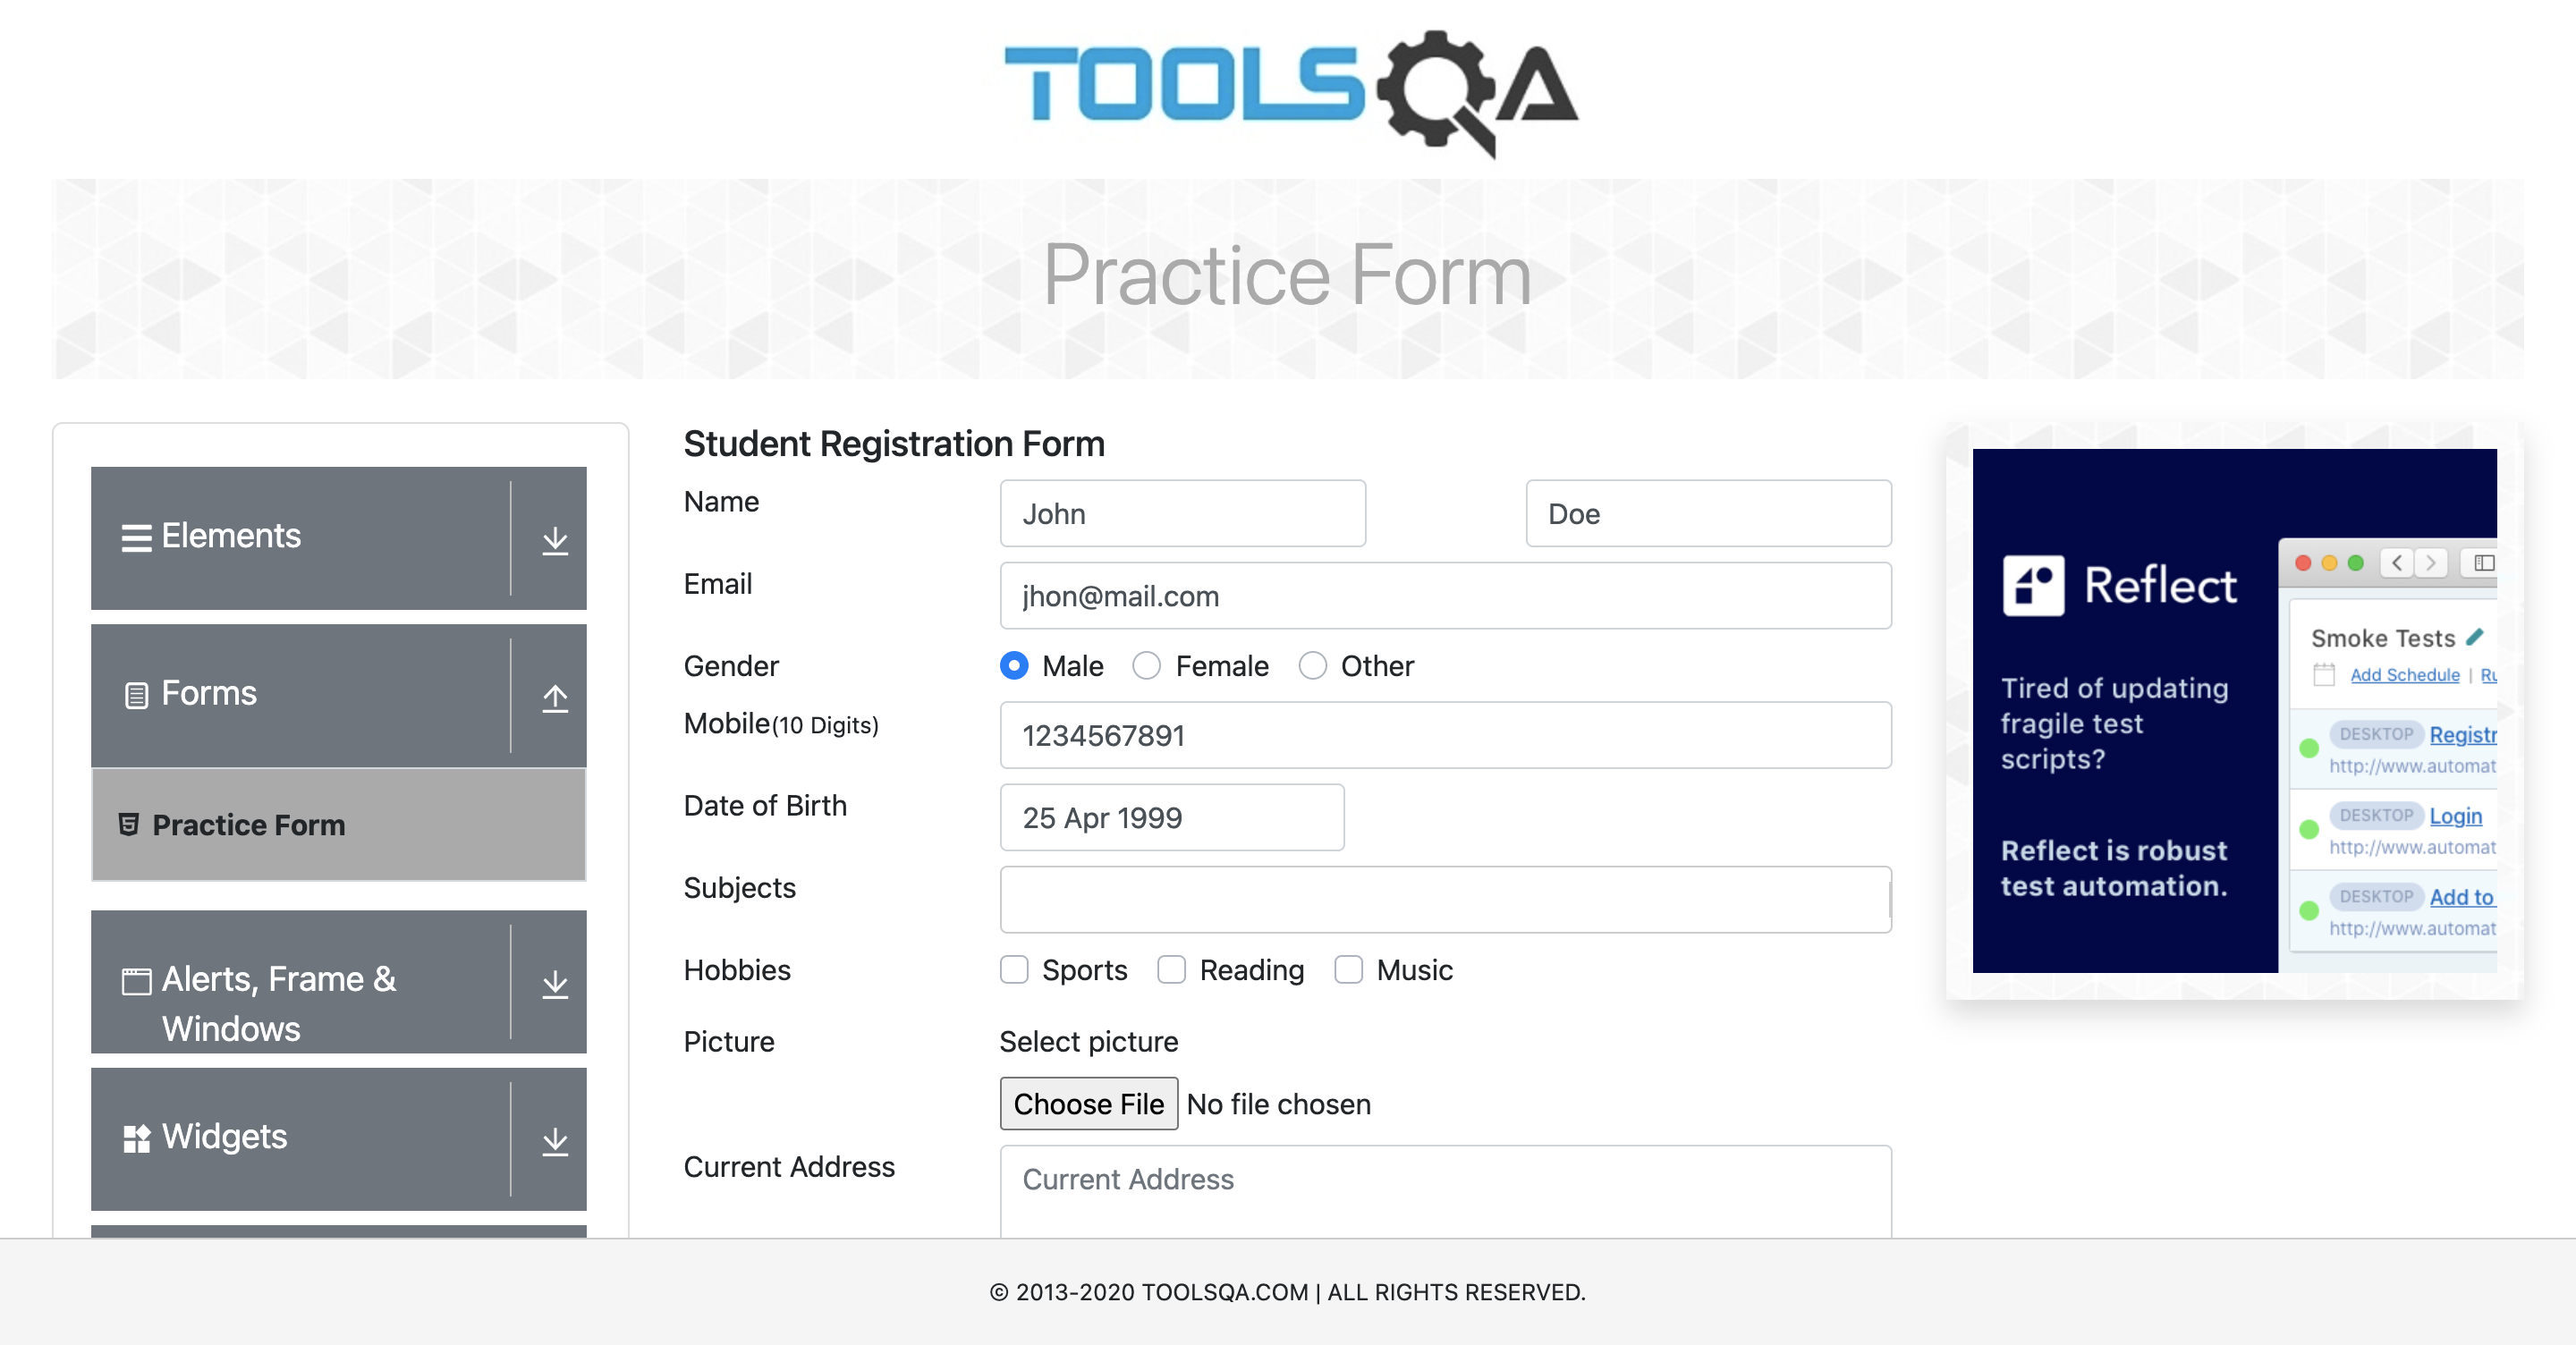 TOOLSQA
Practice Form
Elements
Forms
Practice Form
Alerts, Frame &
Windows
Widgets
Student Registration Form
Name
John
Doe
Email
jhon@mail.com
Gender
Male
Female
Other
Mobile(10 Digits)
1234567891
Date of Birth
25 Apr 1999
Subjects
Hobbies
Sports
Reading
Music
Picture
Select picture
Choose File No file chosen
Current Address
Current Address
Reflect
Tired of updating
fragile test
scripts?
Reflect is robust
test automation.
Smoke Tests
Add Schedule | Ru
DESKTOP Registr
http://www.automat
DESKTOP Login
http://www.automat
DESKTOP Add to
http://www.automat
© 2013-2020 TOOLSQA.COM | ALL RIGHTS RESERVED.